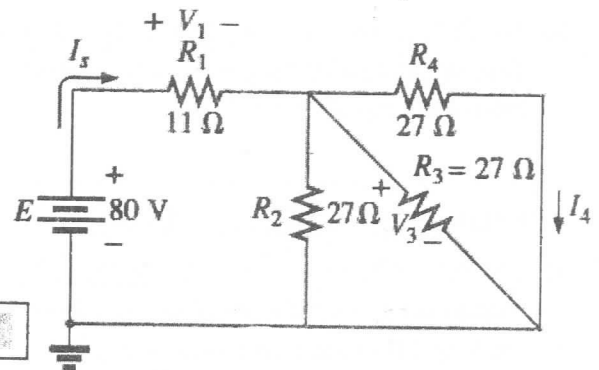 + V₁ −
Iₛ
R₁
11 Ω
R₄
27 Ω
R₃ = 27 Ω
+
E
80 V
−
R₂
27Ω
+
V₃
−
I₄